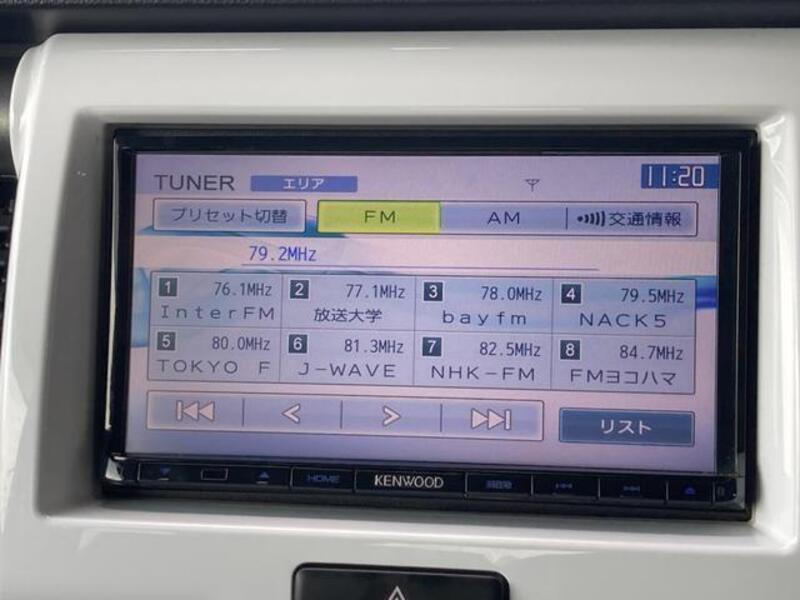 TUNER エリア 11:20
プリセット切替 FM AM 交通情報
79.2MHz
1 76.1MHz 2 77.1MHz 3 78.0MHz 4 79.5MHz
InterFM 放送大学 bayfm NACK5
5 80.0MHz 6 81.3MHz 7 82.5MHz 8 84.7MHz
TOKYO F J-WAVE NHK-FM FMヨコハマ
リスト
HOME KENWOOD